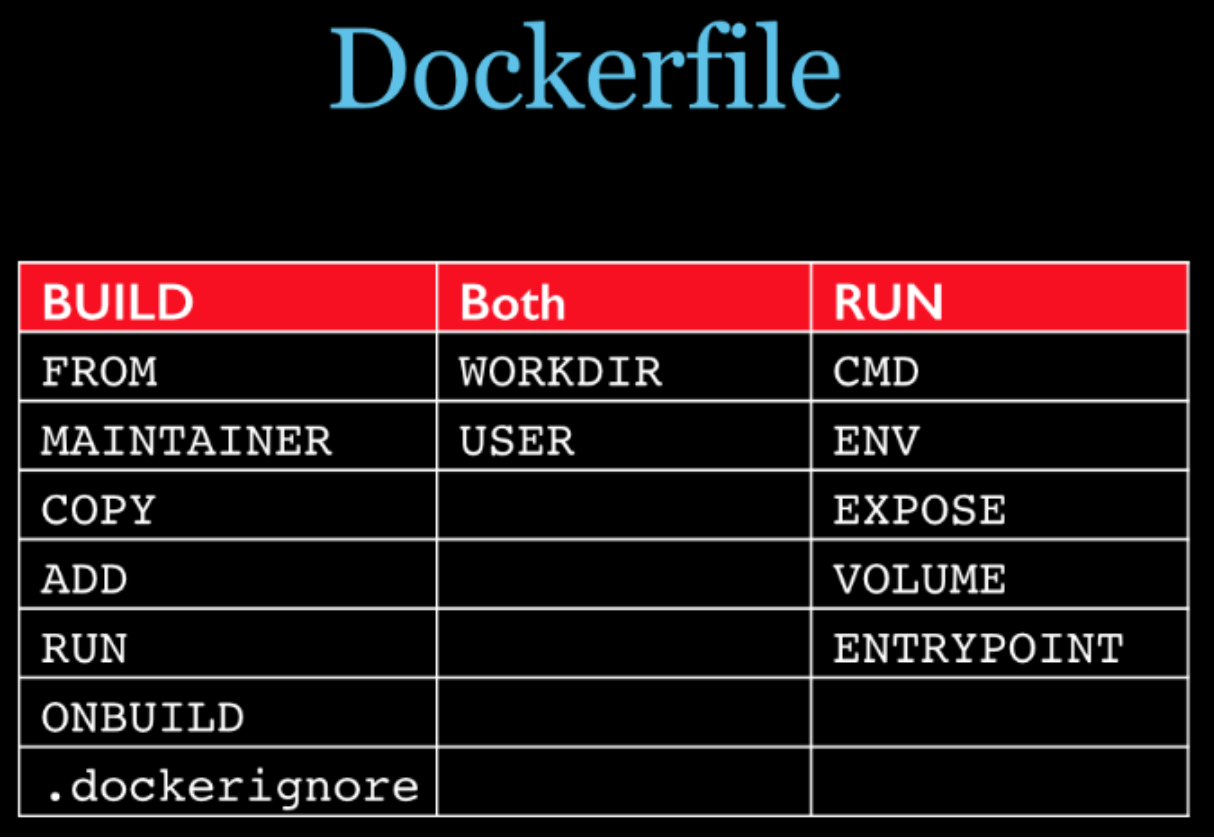 Dockerfile
BUILD Both RUN
FROM WORKDIR CMD
MAINTAINER USER ENV
COPY EXPOSE
ADD VOLUME
RUN ENTRYPOINT
ONBUILD
.dockerignore